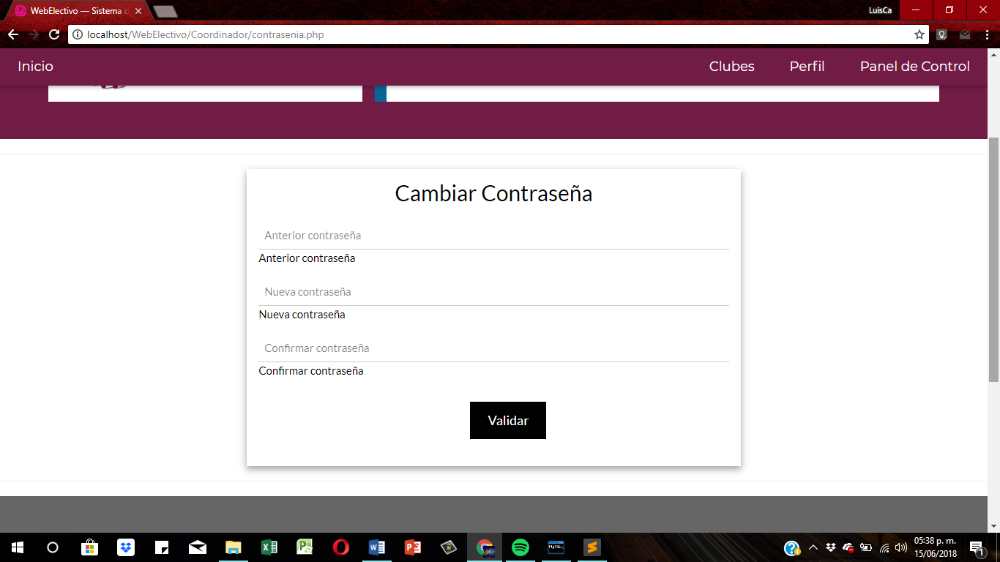 WebElectivo — Sistema d
LuisCa
localhost/WebElectivo/Coordinador/contrasenia.php
Inicio
Clubes
Perfil
Panel de Control
Cambiar Contraseña
Anterior contraseña
Anterior contraseña
Nueva contraseña
Nueva contraseña
Confirmar contraseña
Confirmar contraseña
Validar
05:38 p. m.
15/06/2018
1